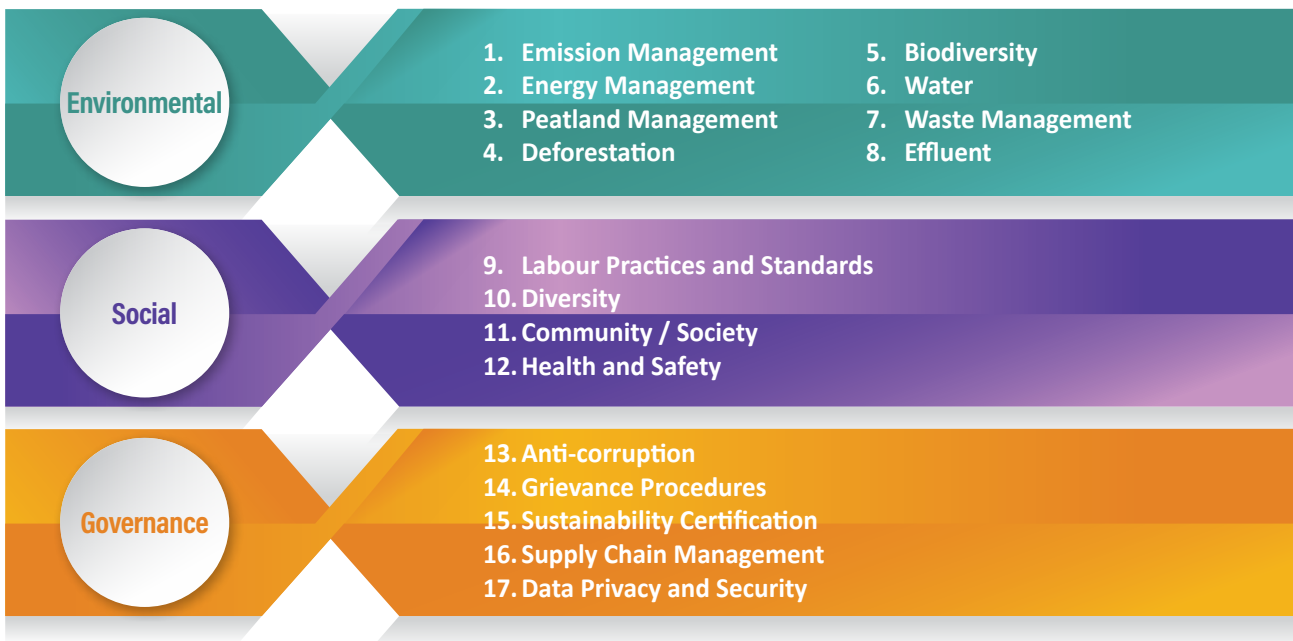 Environmental
1. Emission Management
2. Energy Management
3. Peatland Management
4. Deforestation
5. Biodiversity
6. Water
7. Waste Management
8. Effluent
Social
9. Labour Practices and Standards
10. Diversity
11. Community / Society
12. Health and Safety
Governance
13. Anti-corruption
14. Grievance Procedures
15. Sustainability Certification
16. Supply Chain Management
17. Data Privacy and Security